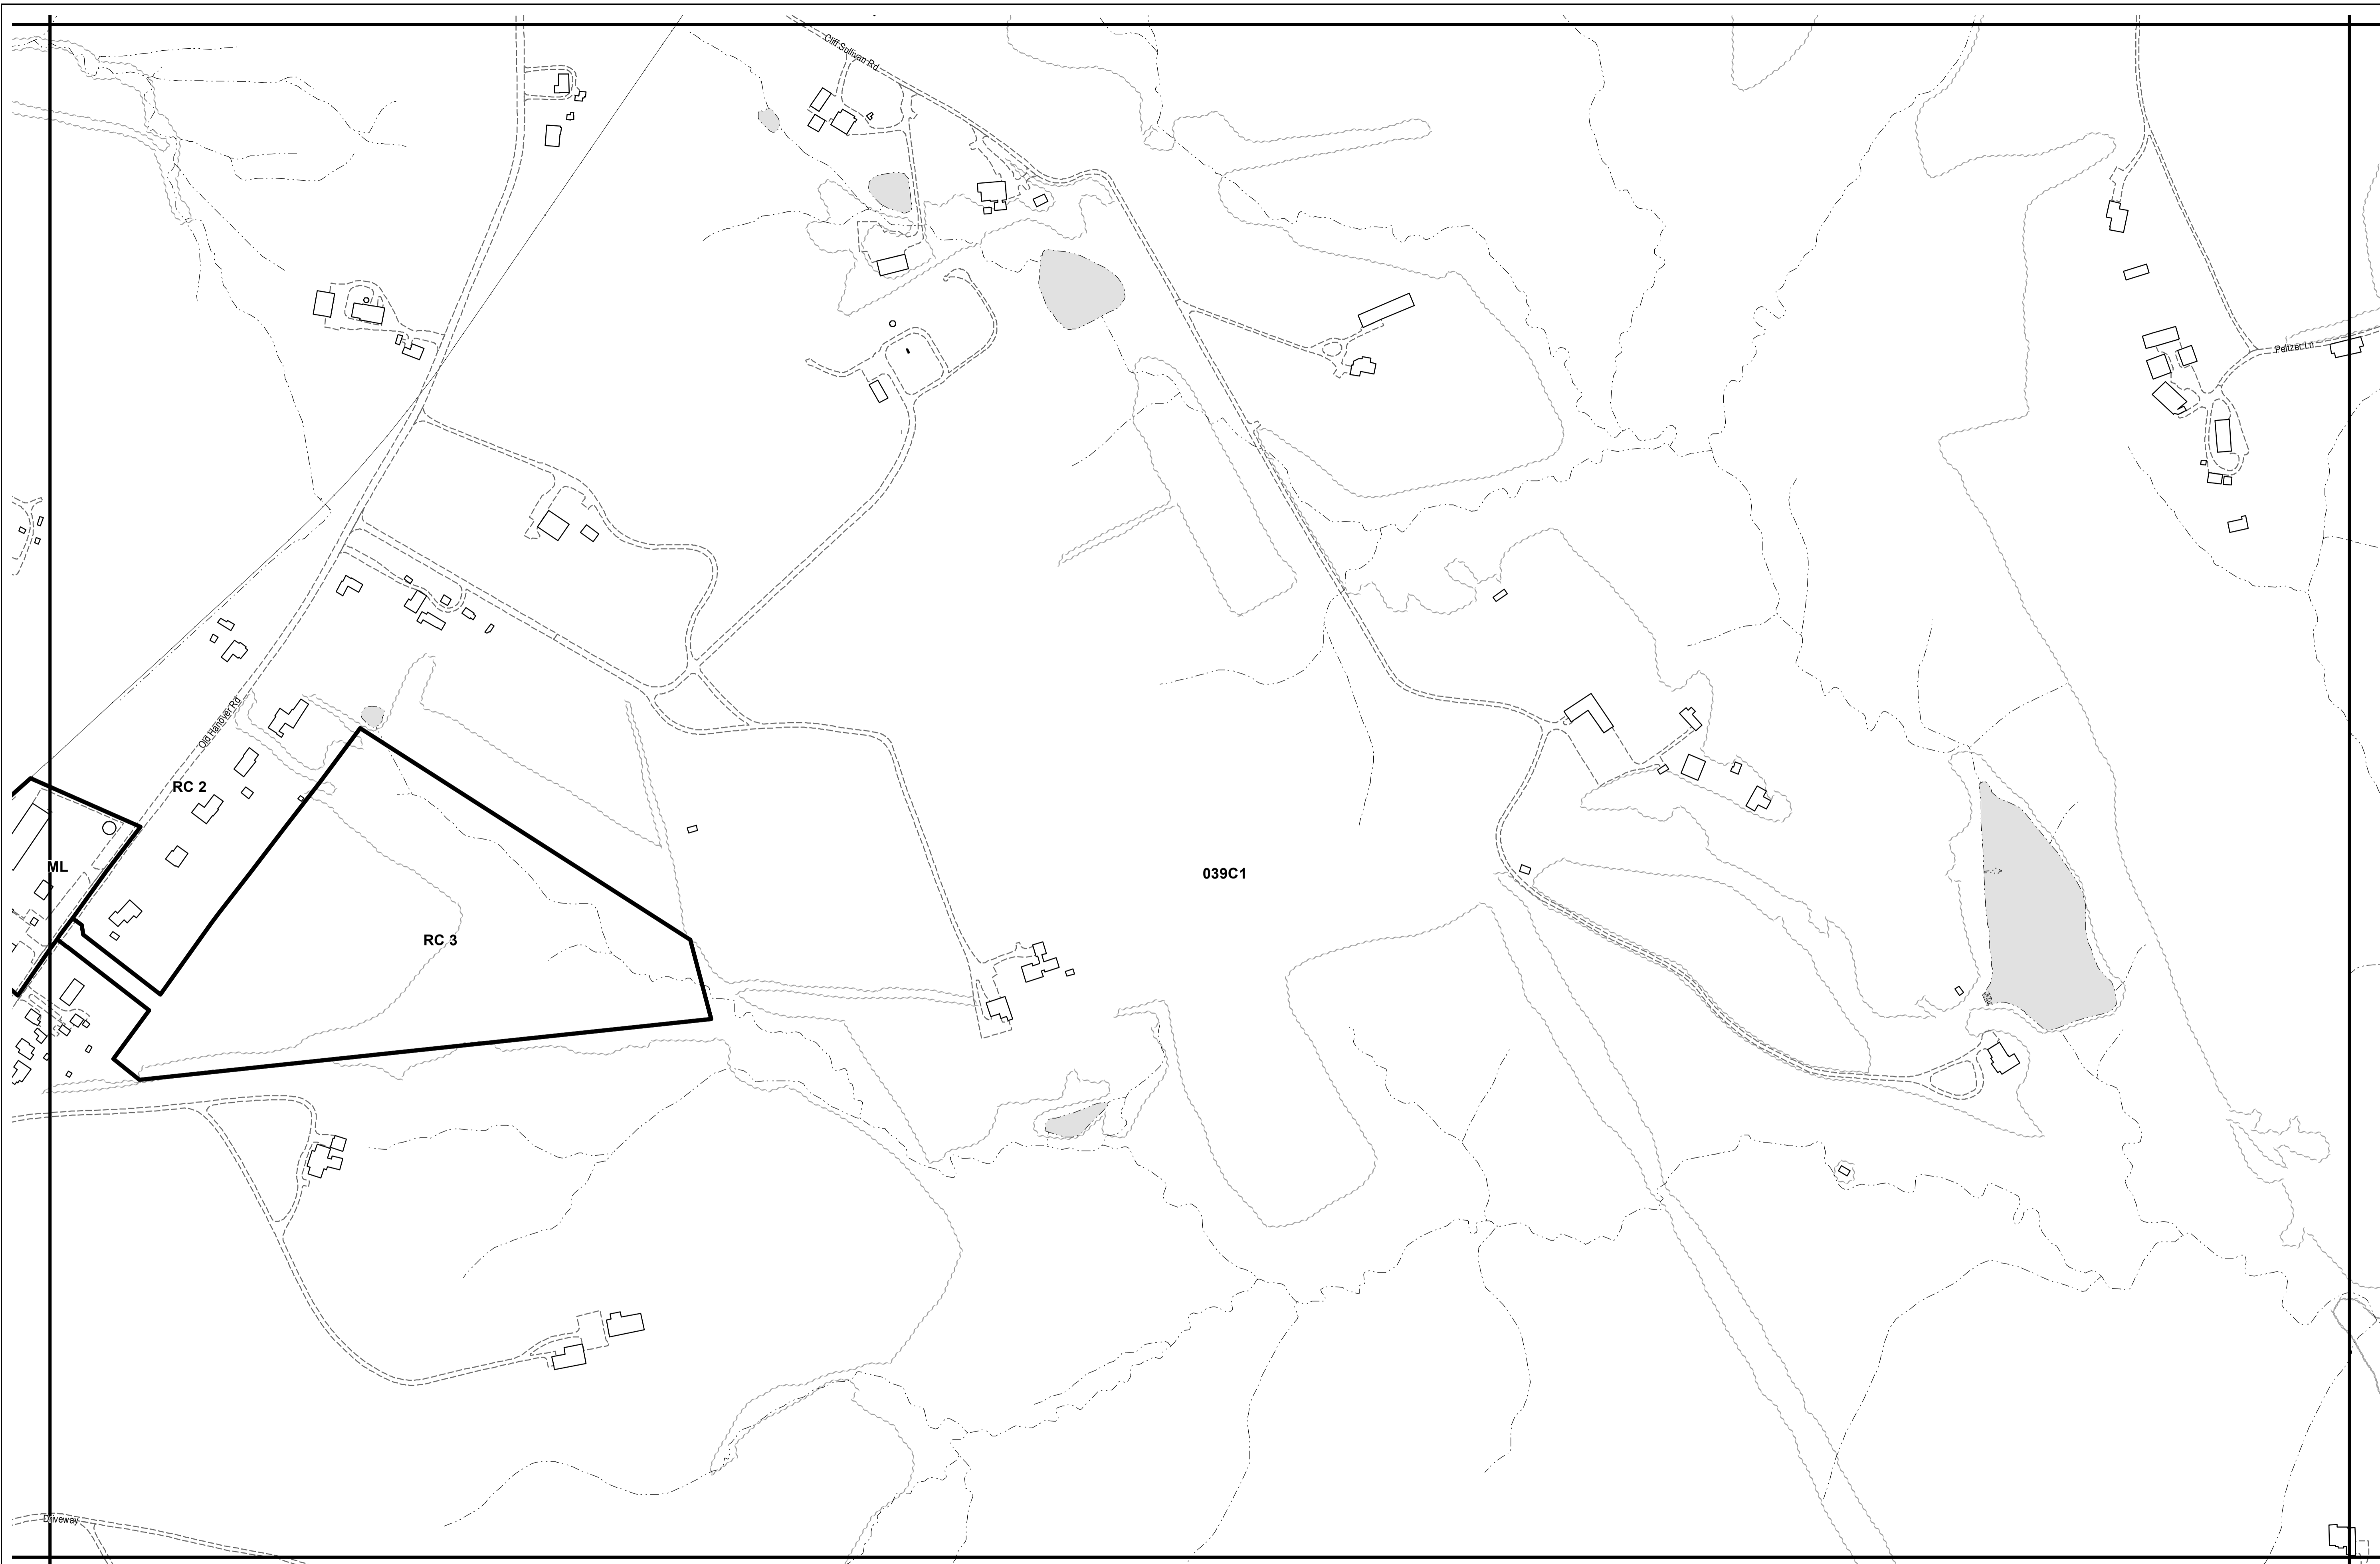 Cliff Sullivan Rd
Peltzer Ln
Old Hanover Rd
RC 2
ML
039C1
RC 3
Driveway